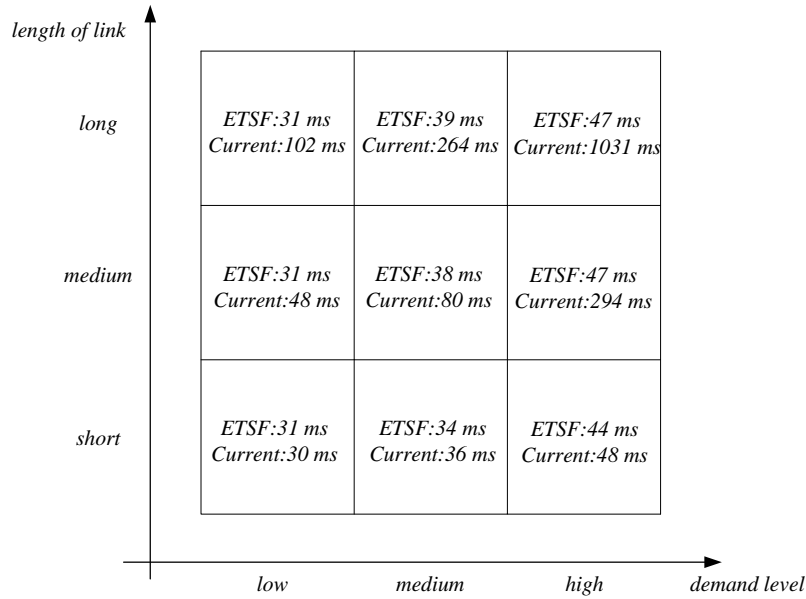 length of link
long
ETSF:31 ms
Current:102 ms
ETSF:39 ms
Current:264 ms
ETSF:47 ms
Current:1031 ms
medium
ETSF:31 ms
Current:48 ms
ETSF:38 ms
Current:80 ms
ETSF:47 ms
Current:294 ms
short
ETSF:31 ms
Current:30 ms
ETSF:34 ms
Current:36 ms
ETSF:44 ms
Current:48 ms
low
medium
high
demand level